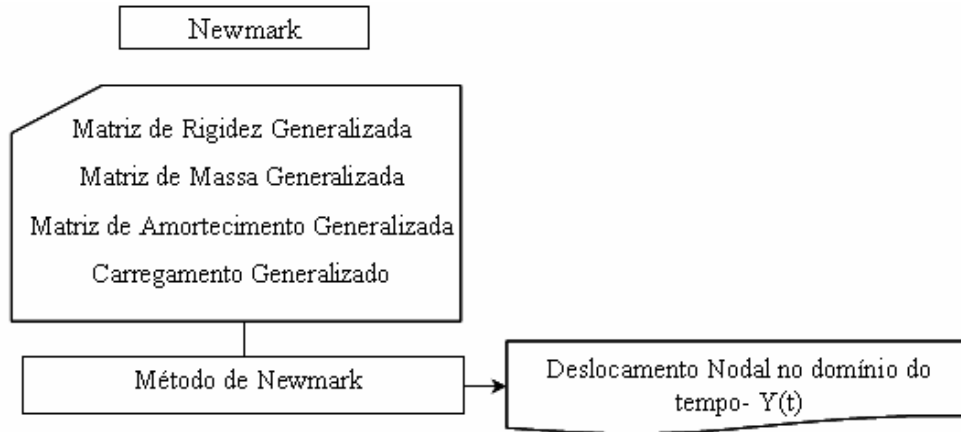 Newmark
Matriz de Rigidez Generalizada
Matriz de Massa Generalizada
Matriz de Amortecimento Generalizada
Carregamento Generalizado
Método de Newmark
Deslocamento Nodal no domínio do
tempo- Y(t)